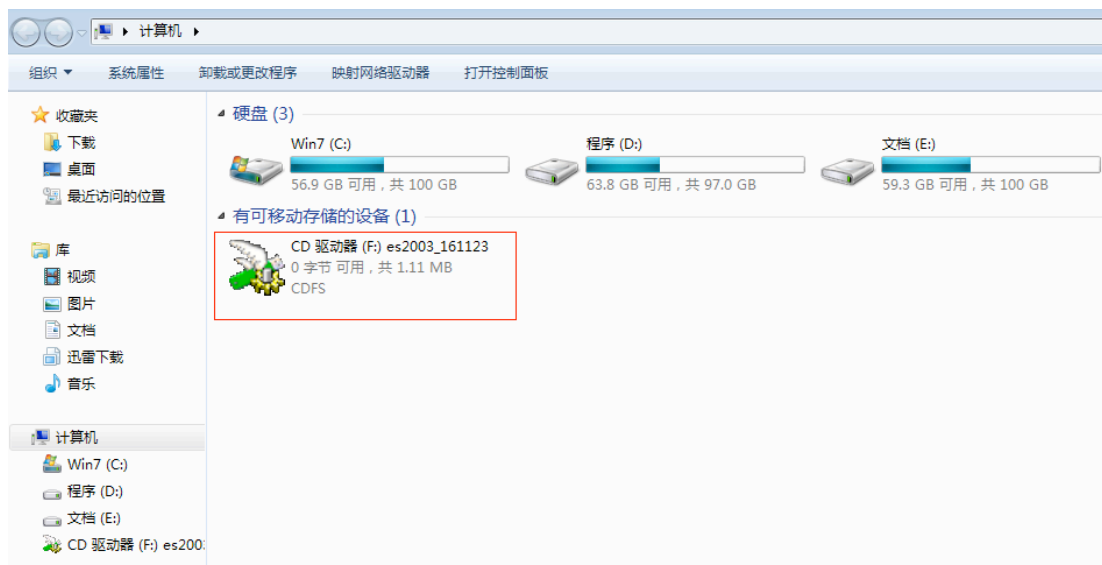 计算机
组织 系统属性 卸载或更改程序 映射网络驱动器 打开控制面板
收藏夹
下载
桌面
最近访问的位置
库
视频
图片
文档
迅雷下载
音乐
计算机
Win7 (C:)
程序 (D:)
文档 (E:)
CD 驱动器 (F:) es200
硬盘 (3)
Win7 (C:)
56.9 GB 可用,共 100 GB
程序 (D:)
63.8 GB 可用,共 97.0 GB
文档 (E:)
59.3 GB 可用,共 100 GB
有可移动存储的设备 (1)
CD 驱动器 (F:) es2003_161123
0 字节 可用,共 1.11 MB
CDFS